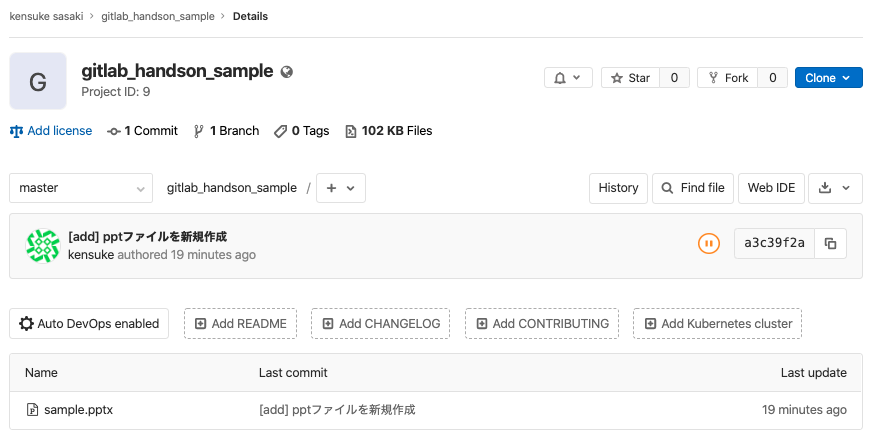 kensuke sasaki > gitlab_handson_sample > Details
G
gitlab_handson_sample
Project ID: 9
Star 0 Fork 0 Clone
Add license 1 Commit 1 Branch 0 Tags 102 KB Files
master gitlab_handson_sample / + History Find file Web IDE
[add] pptファイルを新規作成
kensuke authored 19 minutes ago
a3c39f2a
Auto DevOps enabled Add README Add CHANGELOG Add CONTRIBUTING Add Kubernetes cluster
Name Last commit Last update
sample.pptx [add] pptファイルを新規作成 19 minutes ago